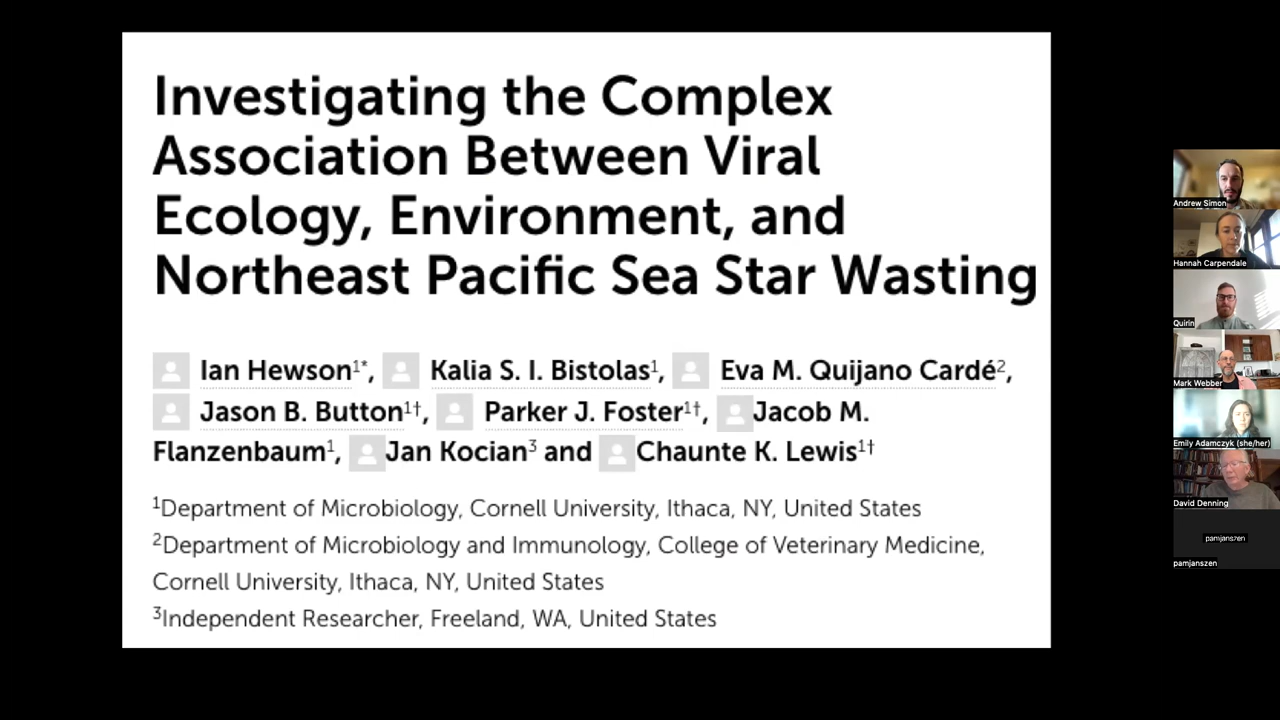 Investigating the Complex
Association Between Viral
Ecology, Environment, and
Northeast Pacific Sea Star Wasting
Ian Hewson1*, Kalia S. I. Bistolas1, Eva M. Quijano Cardé2,
Jason B. Button1†, Parker J. Foster1†, Jacob M.
Flanzenbaum1, Jan Kocian3 and Chaunte K. Lewis1†
1Department of Microbiology, Cornell University, Ithaca, NY, United States
2Department of Microbiology and Immunology, College of Veterinary Medicine,
Cornell University, Ithaca, NY, United States
3Independent Researcher, Freeland, WA, United States
Andrew Simon
Hannah Carpendale
Quirin
Mark Webber
Emily Adamczyk (she/her)
David Denning
pamjanszen
pamjanszen